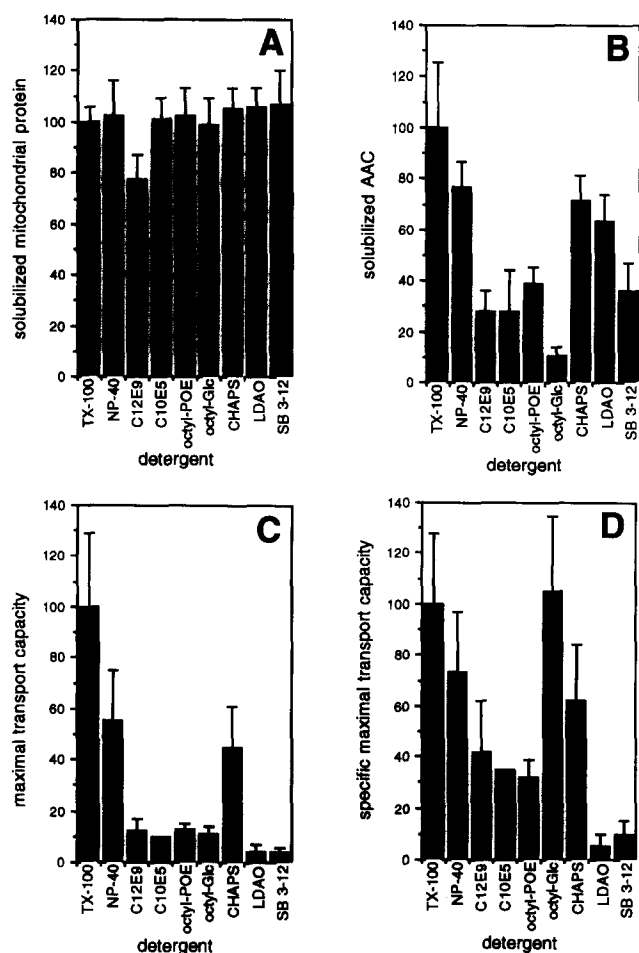 A
solubilized mitochondrial protein
140
120
100
80
60
40
20
0
TX-100
NP-40
C12E9
C10E5
octyl-POE
octyl-Glc
CHAPS
LDAO
SB 3-12
detergent
B
solubilized AAC
140
120
100
80
60
40
20
0
TX-100
NP-40
C12E9
C10E5
octyl-POE
octyl-Glc
CHAPS
LDAO
SB 3-12
detergent
C
maximal transport capacity
140
120
100
80
60
40
20
0
TX-100
NP-40
C12E9
C10E5
octyl-POE
octyl-Glc
CHAPS
LDAO
SB 3-12
detergent
D
specific maximal transport capacity
140
120
100
80
60
40
20
0
TX-100
NP-40
C12E9
C10E5
octyl-POE
octyl-Glc
CHAPS
LDAO
SB 3-12
detergent